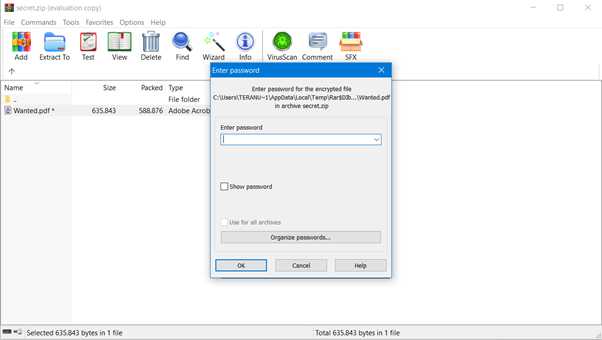 secret.zip (evaluation copy)
File Commands Tools Favorites Options Help
Add Extract To Test View Delete Find Wizard Info VirusScan Comment SFX
Name Size Packed Type
.. File folder
Wanted.pdf * 635.843 588.876 Adobe Acrob
Enter password
Enter password for the encrypted file
C:\Users\TERANU~1\AppData\Local\Temp\Rar$DIb...\Wanted.pdf
in archive secret.zip
Enter password
Show password
Use for all archives
Organize passwords...
OK Cancel Help
Selected 635.843 bytes in 1 file Total 635.843 bytes in 1 file